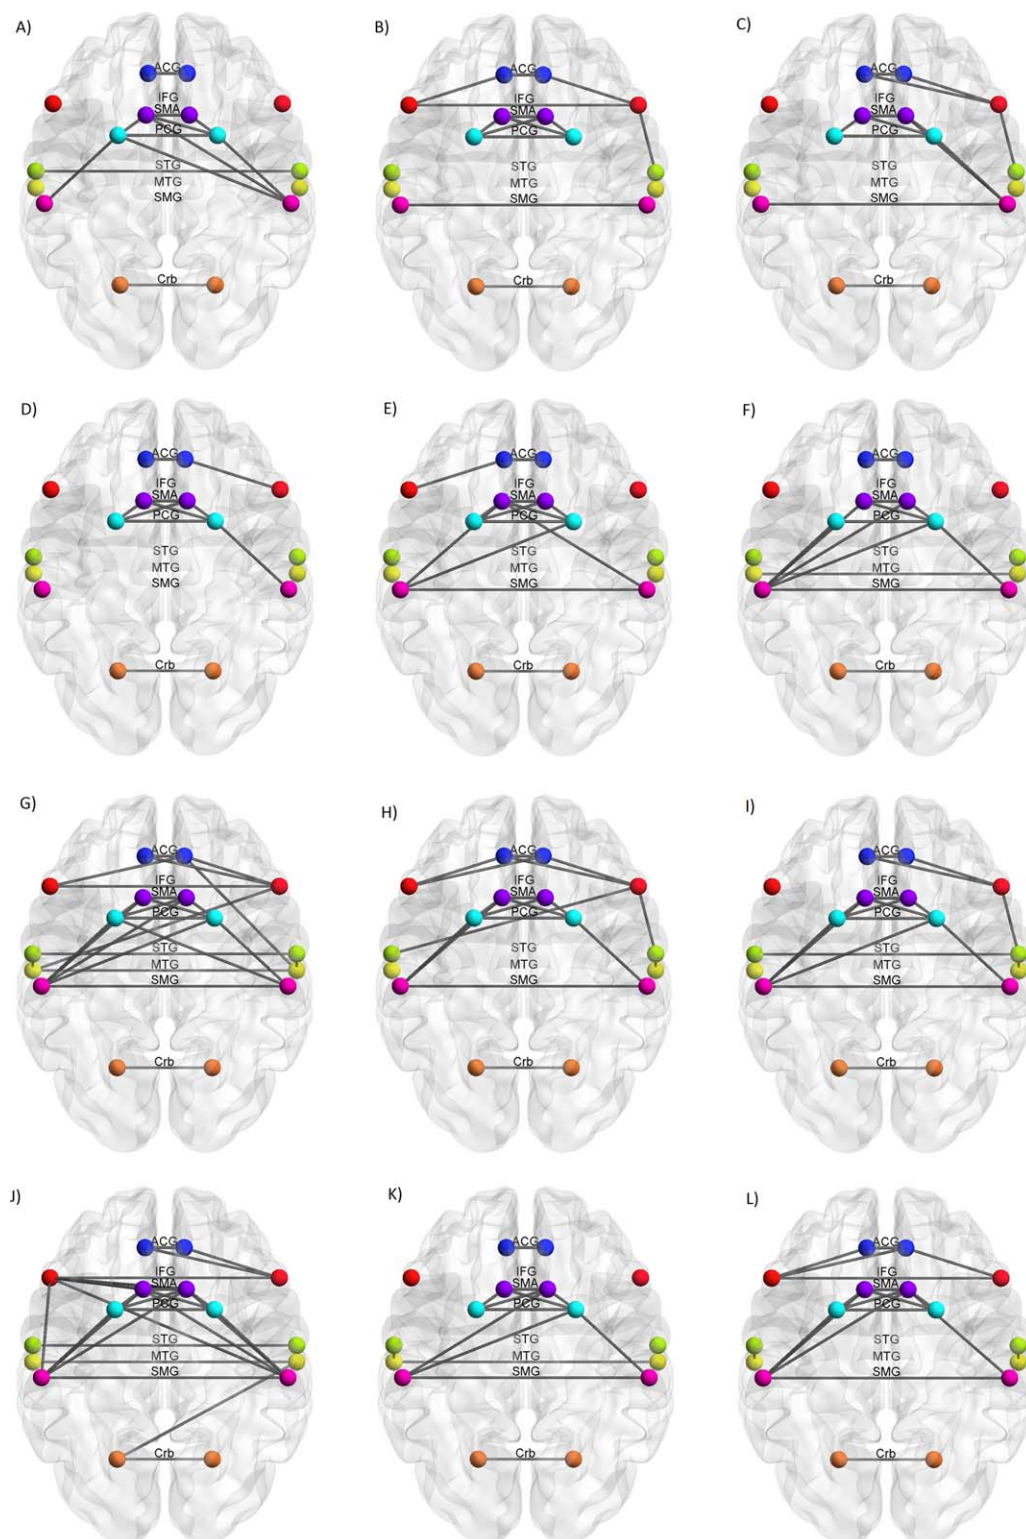 A)
ACG
IFG
SMA
PCG
STG
MTG
SMG
Crb
B)
ACG
IFG
SMA
PCG
STG
MTG
SMG
Crb
C)
ACG
IFG
SMA
PCG
STG
MTG
SMG
Crb
D)
ACG
IFG
SMA
PCG
STG
MTG
SMG
Crb
E)
ACG
IFG
SMA
PCG
STG
MTG
SMG
Crb
F)
ACG
IFG
SMA
PCG
STG
MTG
SMG
Crb
G)
ACG
IFG
SMA
PCG
STG
MTG
SMG
Crb
H)
ACG
IFG
SMA
PCG
STG
MTG
SMG
Crb
I)
ACG
IFG
SMA
PCG
STG
MTG
SMG
Crb
J)
ACG
IFG
SMA
PCG
STG
MTG
SMG
Crb
K)
ACG
IFG
SMA
PCG
STG
MTG
SMG
Crb
L)
ACG
IFG
SMA
PCG
STG
MTG
SMG
Crb